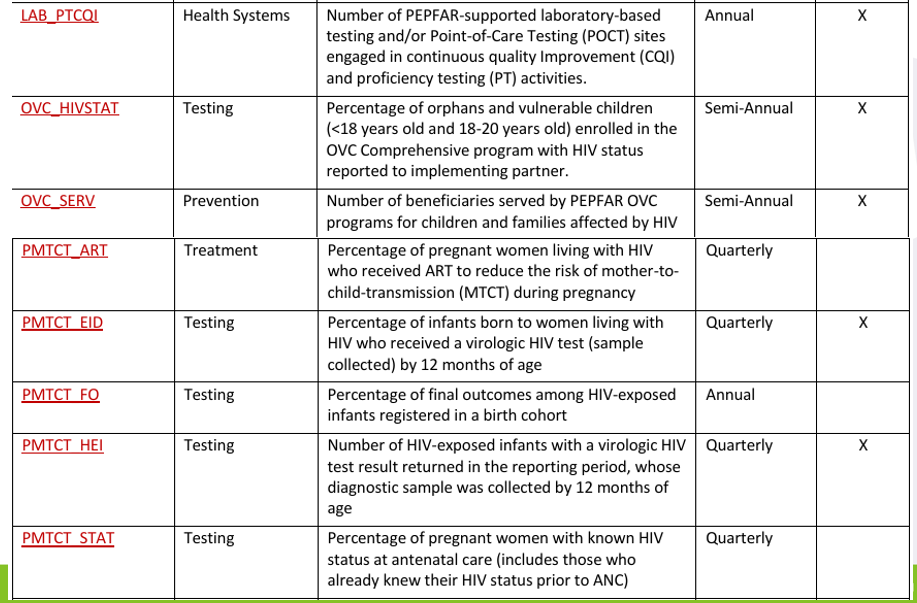 LAB_PTCQI Health Systems Number of PEPFAR-supported laboratory-based Annual X
testing and/or Point-of-Care Testing (POCT) sites
engaged in continuous quality Improvement (CQI)
and proficiency testing (PT) activities.
OVC_HIVSTAT Testing Percentage of orphans and vulnerable children Semi-Annual X
(<18 years old and 18-20 years old) enrolled in the
OVC Comprehensive program with HIV status
reported to implementing partner.
OVC_SERV Prevention Number of beneficiaries served by PEPFAR OVC Semi-Annual X
programs for children and families affected by HIV
PMTCT_ART Treatment Percentage of pregnant women living with HIV Quarterly
who received ART to reduce the risk of mother-to-
child-transmission (MTCT) during pregnancy
PMTCT_EID Testing Percentage of infants born to women living with Quarterly X
HIV who received a virologic HIV test (sample
collected) by 12 months of age
PMTCT_FO Testing Percentage of final outcomes among HIV-exposed Annual
infants registered in a birth cohort
PMTCT_HEI Testing Number of HIV-exposed infants with a virologic HIV Quarterly X
test result returned in the reporting period, whose
diagnostic sample was collected by 12 months of
age
PMTCT_STAT Testing Percentage of pregnant women with known HIV Quarterly
status at antenatal care (includes those who
already knew their HIV status prior to ANC)